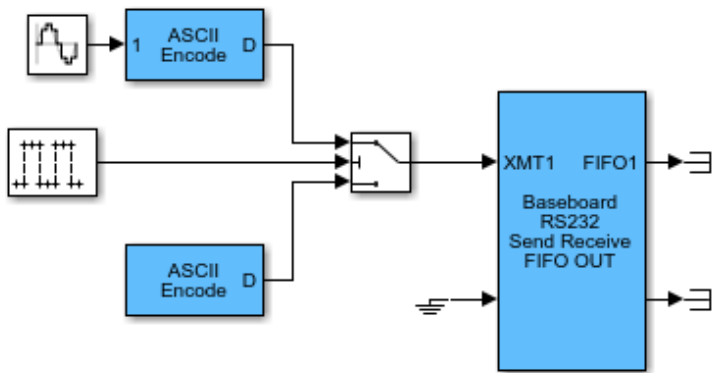 1 ASCII Encode D
XMT1 FIFO1
Baseboard
RS232
Send Receive
FIFO OUT
ASCII
Encode D